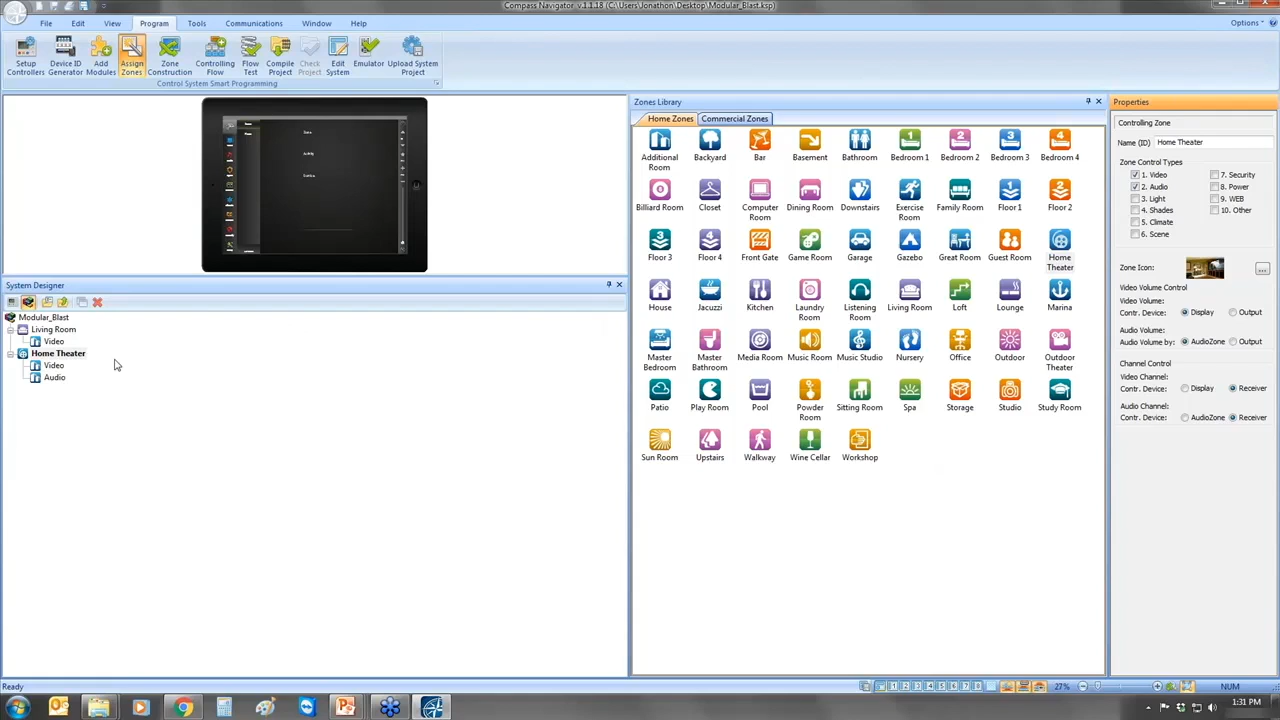 Compass Navigator v.1.1.18 (C:\Users\Jonathon\Desktop\Modular_Blast.ksp)
File Edit View Program Tools Communications Window Help Options
Setup Controllers
Device ID Generator
Add Modules
Assign Zones
Zone Construction
Controlling Flow
Flow Test
Compile Project
Check Project
Edit System
Emulator
Upload System Project
Control System Smart Programming
Zones Library
Home Zones Commercial Zones
Additional Room
Backyard
Bar
Basement
Bathroom
Bedroom 1
Bedroom 2
Bedroom 3
Bedroom 4
Billiard Room
Closet
Computer Room
Dining Room
Downstairs
Exercise Room
Family Room
Floor 1
Floor 2
Floor 3
Floor 4
Front Gate
Game Room
Garage
Gazebo
Great Room
Guest Room
Home Theater
House
Jacuzzi
Kitchen
Laundry Room
Listening Room
Living Room
Loft
Lounge
Marina
Master Bedroom
Master Bathroom
Media Room
Music Room
Music Studio
Nursery
Office
Outdoor
Outdoor Theater
Patio
Play Room
Pool
Powder Room
Sitting Room
Spa
Storage
Studio
Study Room
Sun Room
Upstairs
Walkway
Wine Cellar
Workshop
System Designer
Modular_Blast
Living Room
Video
Home Theater
Video
Audio
Properties
Controlling Zone
Name (ID) Home Theater
Zone Control Types
1. Video 7. Security
2. Audio 8. Power
3. Light 9. WEB
4. Shades 10. Other
5. Climate
6. Scene
Zone Icon: ...
Video Volume Control
Video Volume:
Contr. Device: Display Output
Audio Volume:
Audio Volume by: AudioZone Output
Channel Control
Video Channel:
Contr. Device: Display Receiver
Audio Channel:
Contr. Device: AudioZone Receiver
Ready 27% NUM
1:31 PM